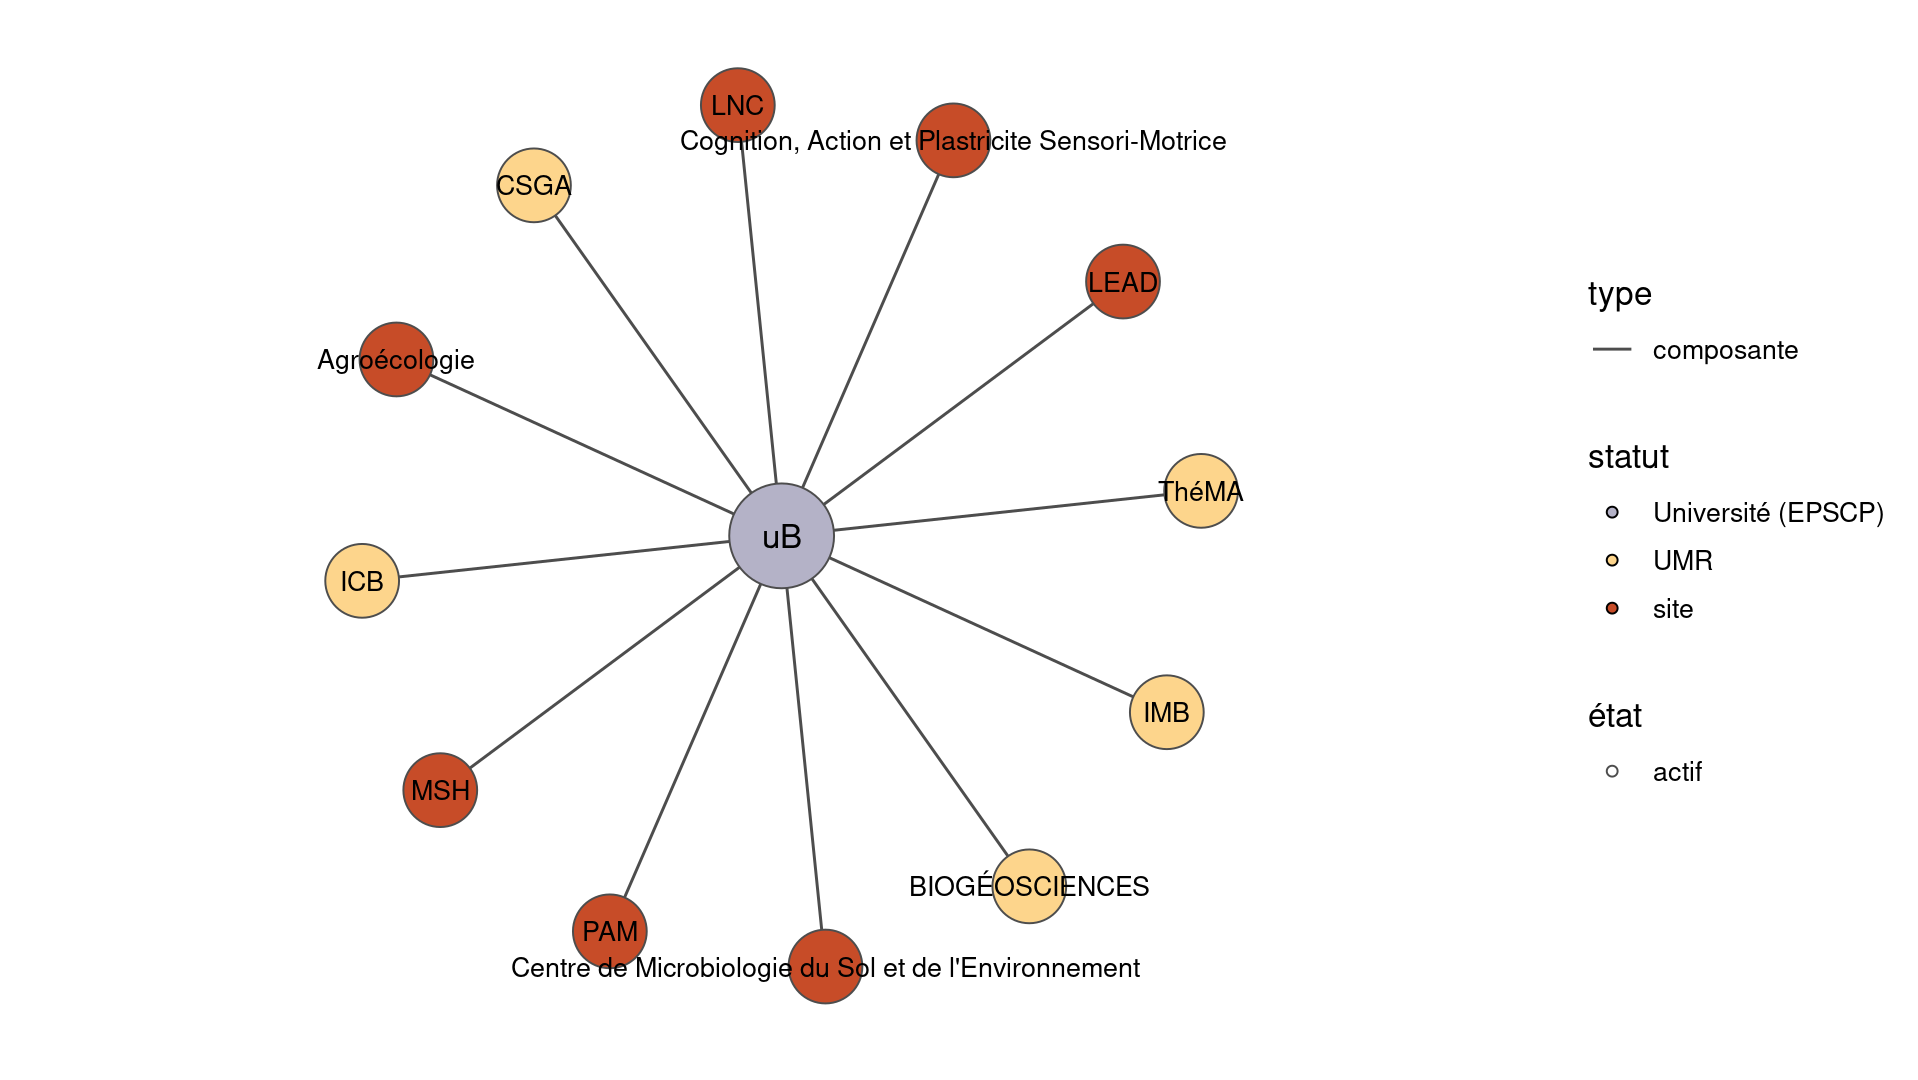 LNC
Cognition, Action et Plastricite Sensori-Motrice
CSGA
LEAD
Agroécologie
ThéMA
uB
ICB
IMB
MSH
BIOGÉOSCIENCES
PAM
Centre de Microbiologie du Sol et de l'Environnement
type
composante
statut
Université (EPSCP)
UMR
site
état
actif